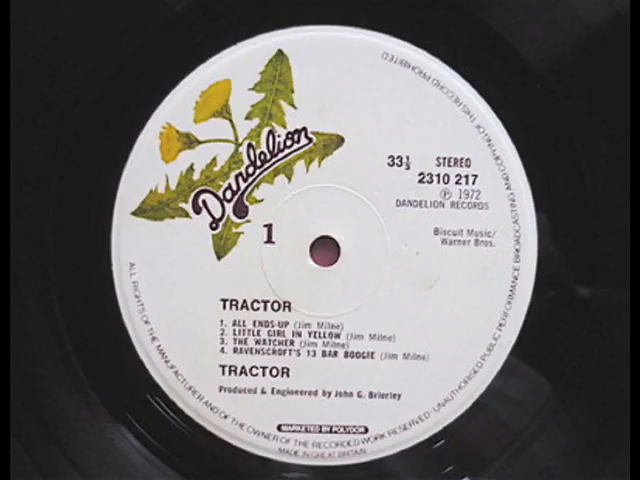 Dandelion
33⅓ STEREO
2310 217
Ⓟ 1972
DANDELION RECORDS
1
Biscuit Music/
Warner Bros.
TRACTOR
1. ALL ENDS-UP (Jim Milne)
2. LITTLE GIRL IN YELLOW (Jim Milne)
3. THE WATCHER (Jim Milne)
4. RAVENSCROFT'S 13 BAR BOOGIE (Jim Milne)
TRACTOR
Produced & Engineered by John G. Brierley
MARKETED BY POLYDOR
ALL RIGHTS OF THE MANUFACTURER AND OF THE OWNER OF THE RECORDED WORK RESERVED · UNAUTHORISED PUBLIC PERFORMANCE BROADCASTING AND COPYING OF THIS RECORD PROHIBITED
MADE IN GREAT BRITAIN